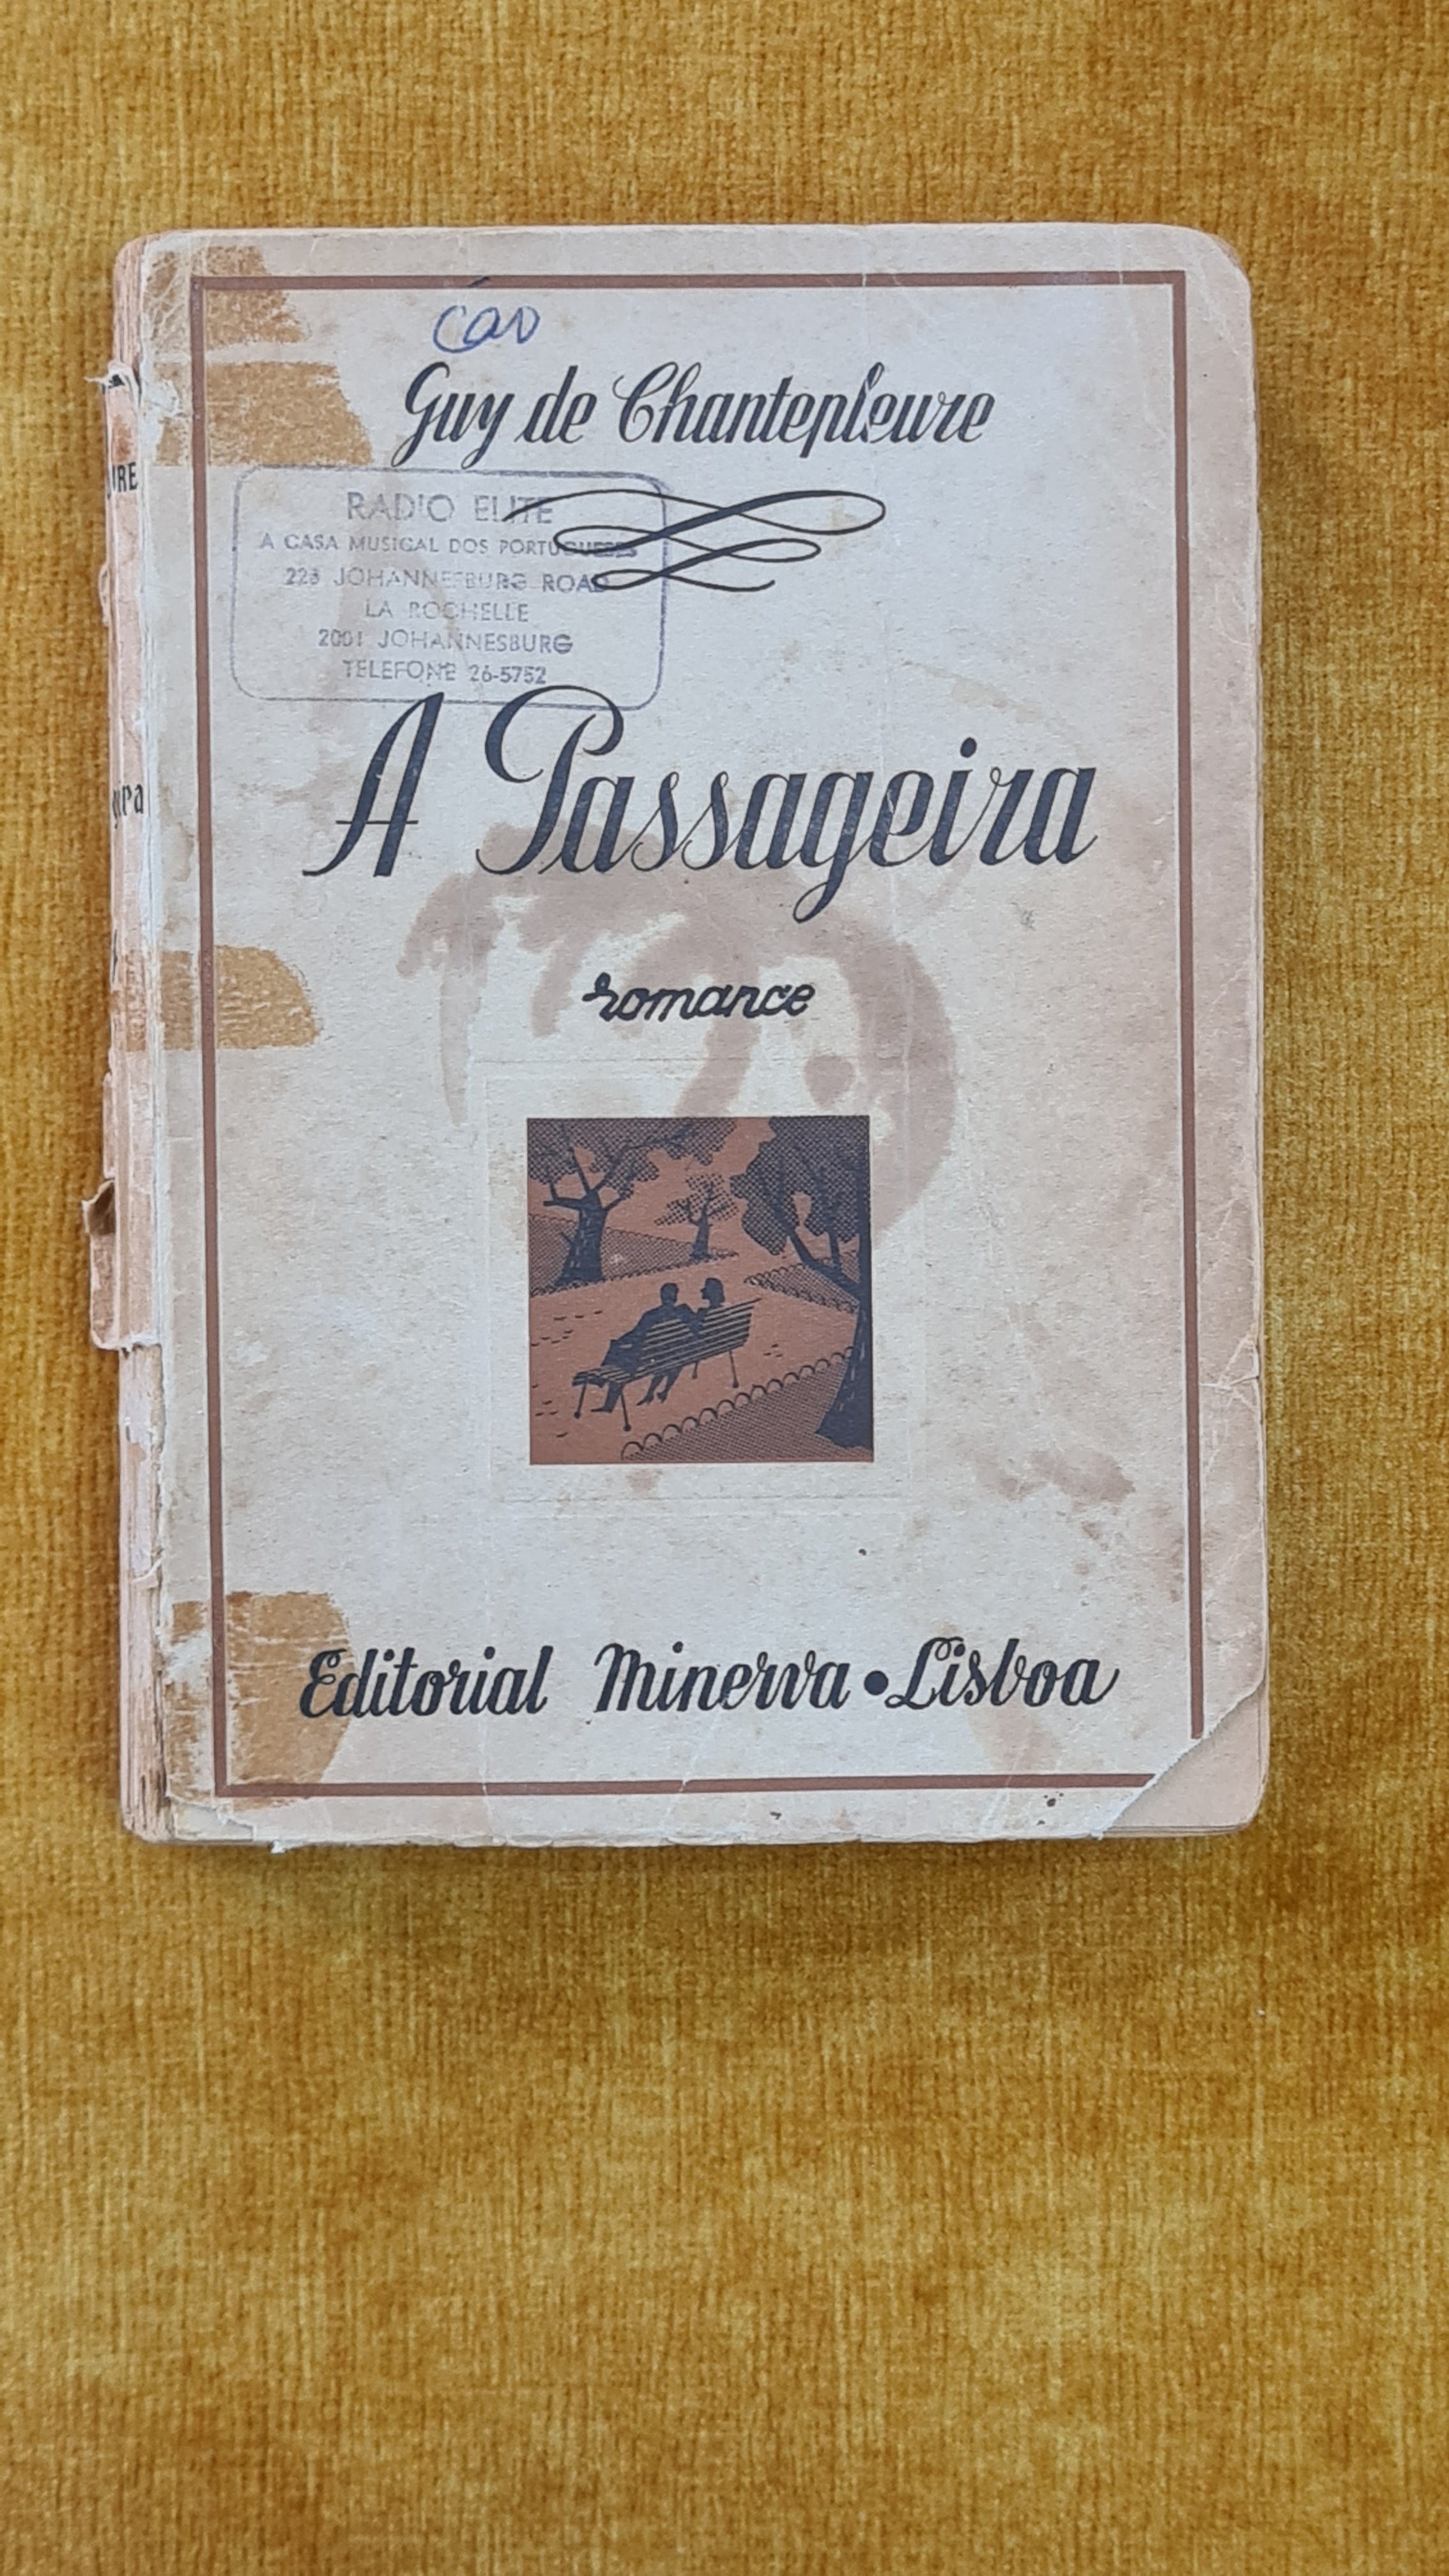 Guy de Chantepleure
RADIO ELITE
A CASA MUSICAL DOS PORTUGUESES
223 JOHANNESBURG ROAD
LA ROCHELLE
2001 JOHANNESBURG
TELEFONE 26-5752
A Passageira
romance
Editorial Minerva • Lisboa